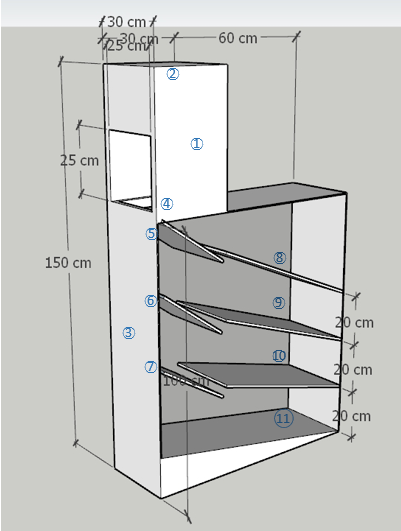 30 cm
30 cm
60 cm
25 cm
②
①
25 cm
④
⑤
150 cm
⑧
⑥
⑨
③
20 cm
⑩
⑦
20 cm
100 cm
⑪
20 cm